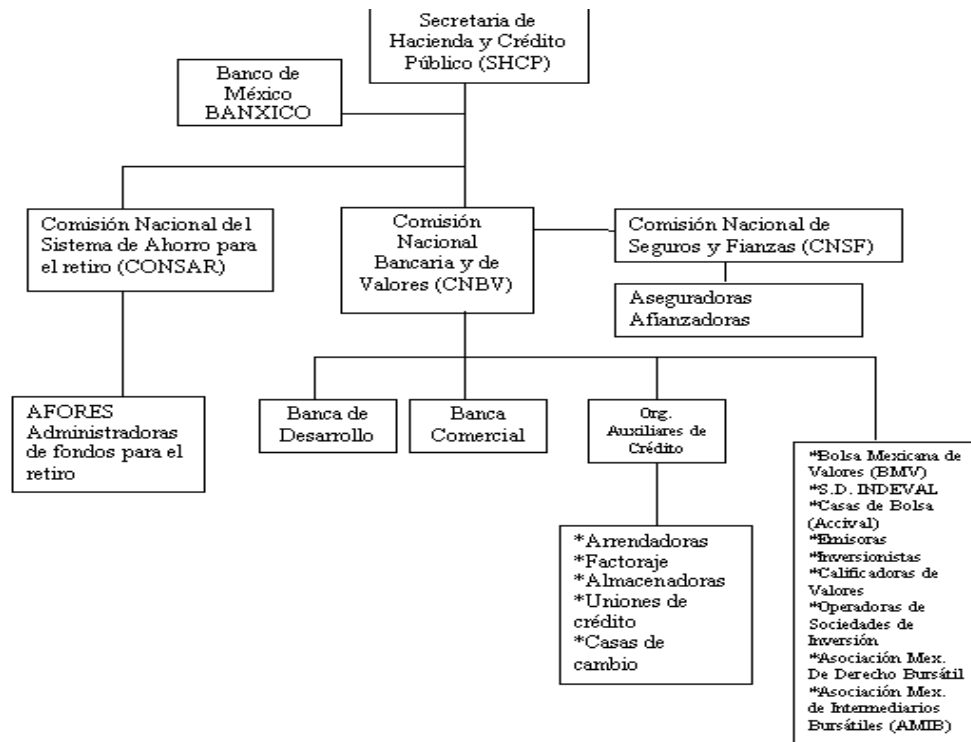 Secretaria de
Hacienda y Crédito
Público (SHCP)
Banco de
México
BANXICO
Comisión Nacional del
Sistema de Ahorro para
el retiro (CONSAR)
Comisión
Nacional
Bancaria y de
Valores (CNBV)
Comisión Nacional de
Seguros y Fianzas (CNSF)
Aseguradoras
Afianzadoras
AFORES
Administradoras
de fondos para el
retiro
Banca de
Desarrollo
Banca
Comercial
Org.
Auxiliares de
Crédito
*Arrendadoras
*Factoraje
*Almacenadoras
*Uniones de
crédito
*Casas de
cambio
*Bolsa Mexicana de
Valores (BMV)
*S.D. INDEVAL
*Casas de Bolsa
(Accival)
*Emisoras
*Inversionistas
*Calificadoras de
Valores
*Operadoras de
Sociedades de
Inversión
*Asociación Mex.
De Derecho Bursátil
*Asociación Mex.
de Intermediarios
Bursátiles (AMIB)